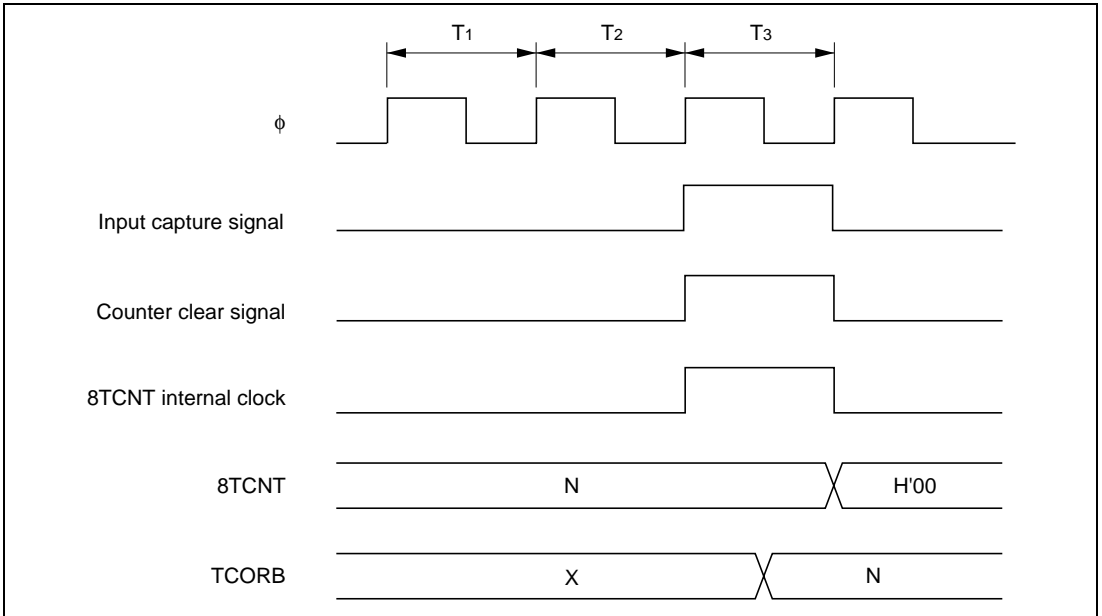 T1 T2 T3
φ
Input capture signal
Counter clear signal
8TCNT internal clock
8TCNT N H'00
TCORB X N